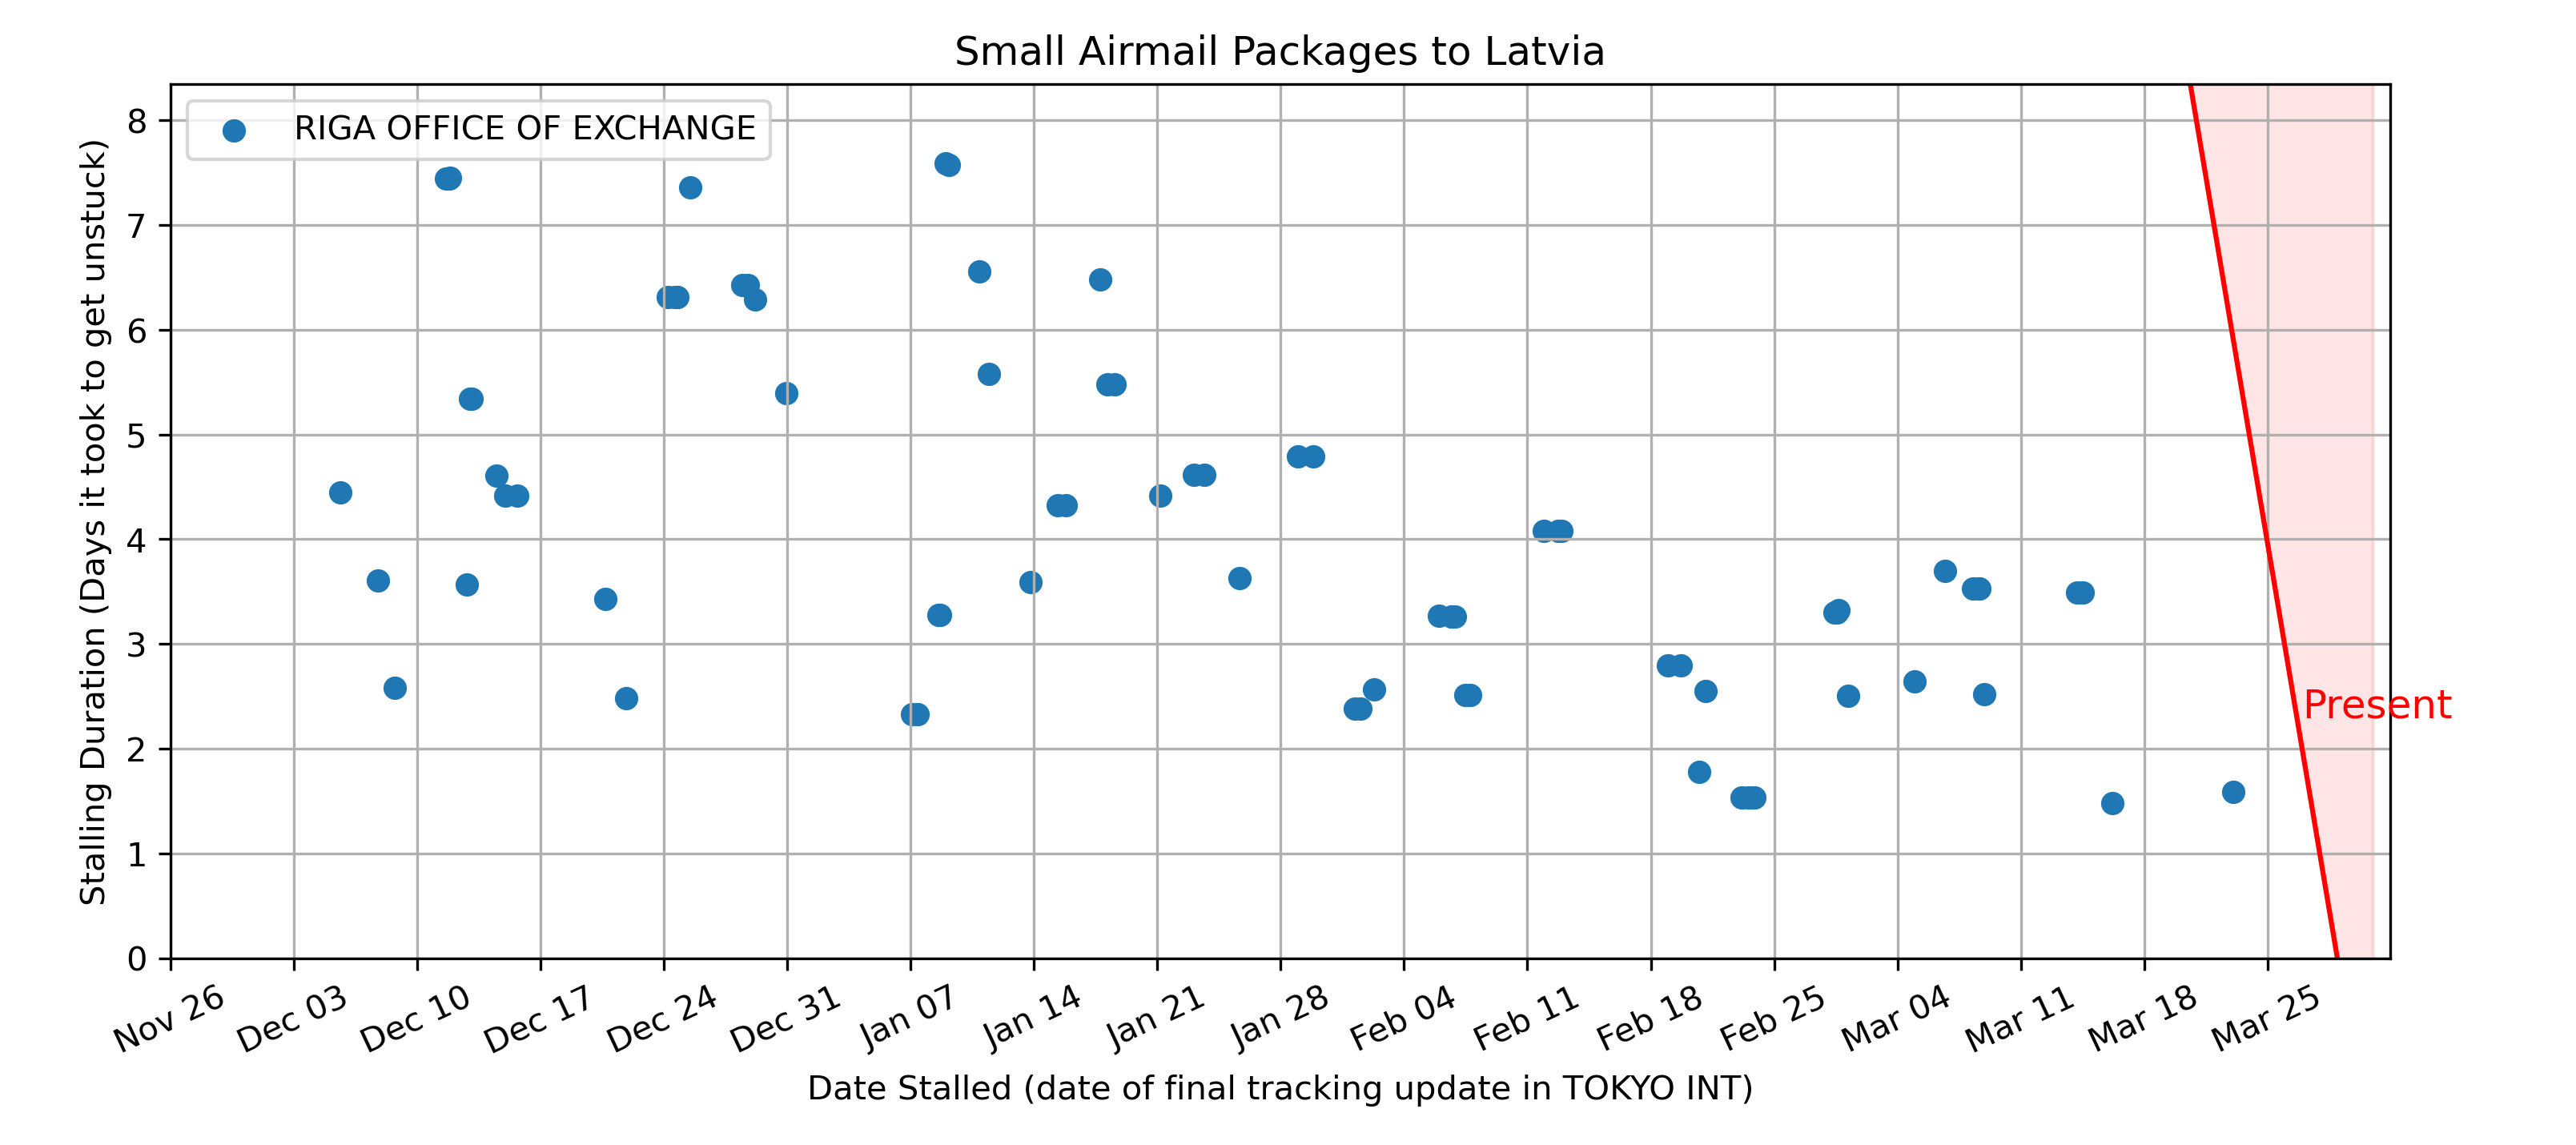 Small Airmail Packages to Latvia
RIGA OFFICE OF EXCHANGE
Stalling Duration (Days it took to get unstuck)
8
7
6
5
4
3
2
1
0
Present
Nov 26
Dec 03
Dec 10
Dec 17
Dec 24
Dec 31
Jan 07
Jan 14
Jan 21
Jan 28
Feb 04
Feb 11
Feb 18
Feb 25
Mar 04
Mar 11
Mar 18
Mar 25
Date Stalled (date of final tracking update in TOKYO INT)